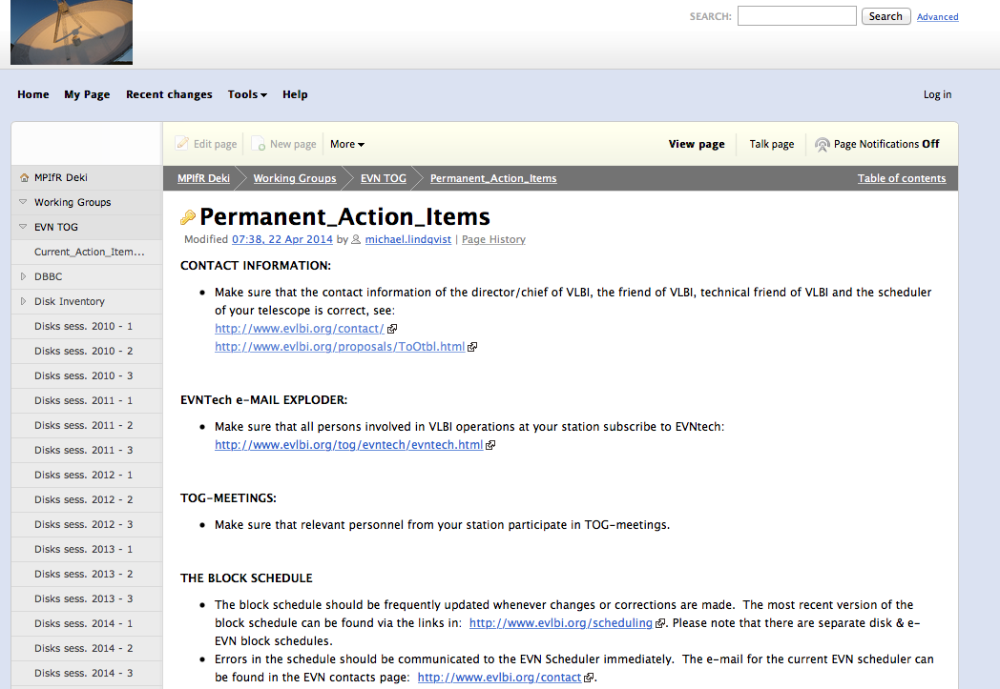 SEARCH: Search Advanced
Home My Page Recent changes Tools Help Log in
Edit page New page More View page Talk page Page Notifications Off
MPIfR Deki Working Groups EVN TOG Permanent_Action_Items Table of contents
MPIfR Deki
Working Groups
EVN TOG
Current_Action_Item...
DBBC
Disk Inventory
Disks sess. 2010 - 1
Disks sess. 2010 - 2
Disks sess. 2010 - 3
Disks sess. 2011 - 1
Disks sess. 2011 - 2
Disks sess. 2011 - 3
Disks sess. 2012 - 1
Disks sess. 2012 - 2
Disks sess. 2012 - 3
Disks sess. 2013 - 1
Disks sess. 2013 - 2
Disks sess. 2013 - 3
Disks sess. 2014 - 1
Disks sess. 2014 - 2
Disks sess. 2014 - 3
Permanent_Action_Items
Modified 07:38, 22 Apr 2014 by michael.lindqvist | Page History
CONTACT INFORMATION:
• Make sure that the contact information of the director/chief of VLBI, the friend of VLBI, technical friend of VLBI and the scheduler
of your telescope is correct, see:
http://www.evlbi.org/contact/
http://www.evlbi.org/proposals/ToOtbl.html
EVNTech e-MAIL EXPLODER:
• Make sure that all persons involved in VLBI operations at your station subscribe to EVNtech:
http://www.evlbi.org/tog/evntech/evntech.html
TOG-MEETINGS:
• Make sure that relevant personnel from your station participate in TOG-meetings.
THE BLOCK SCHEDULE
• The block schedule should be frequently updated whenever changes or corrections are made. The most recent version of the
block schedule can be found via the links in: http://www.evlbi.org/scheduling. Please note that there are separate disk & e-
EVN block schedules.
• Errors in the schedule should be communicated to the EVN Scheduler immediately. The e-mail for the current EVN scheduler can
be found in the EVN contacts page: http://www.evlbi.org/contact.